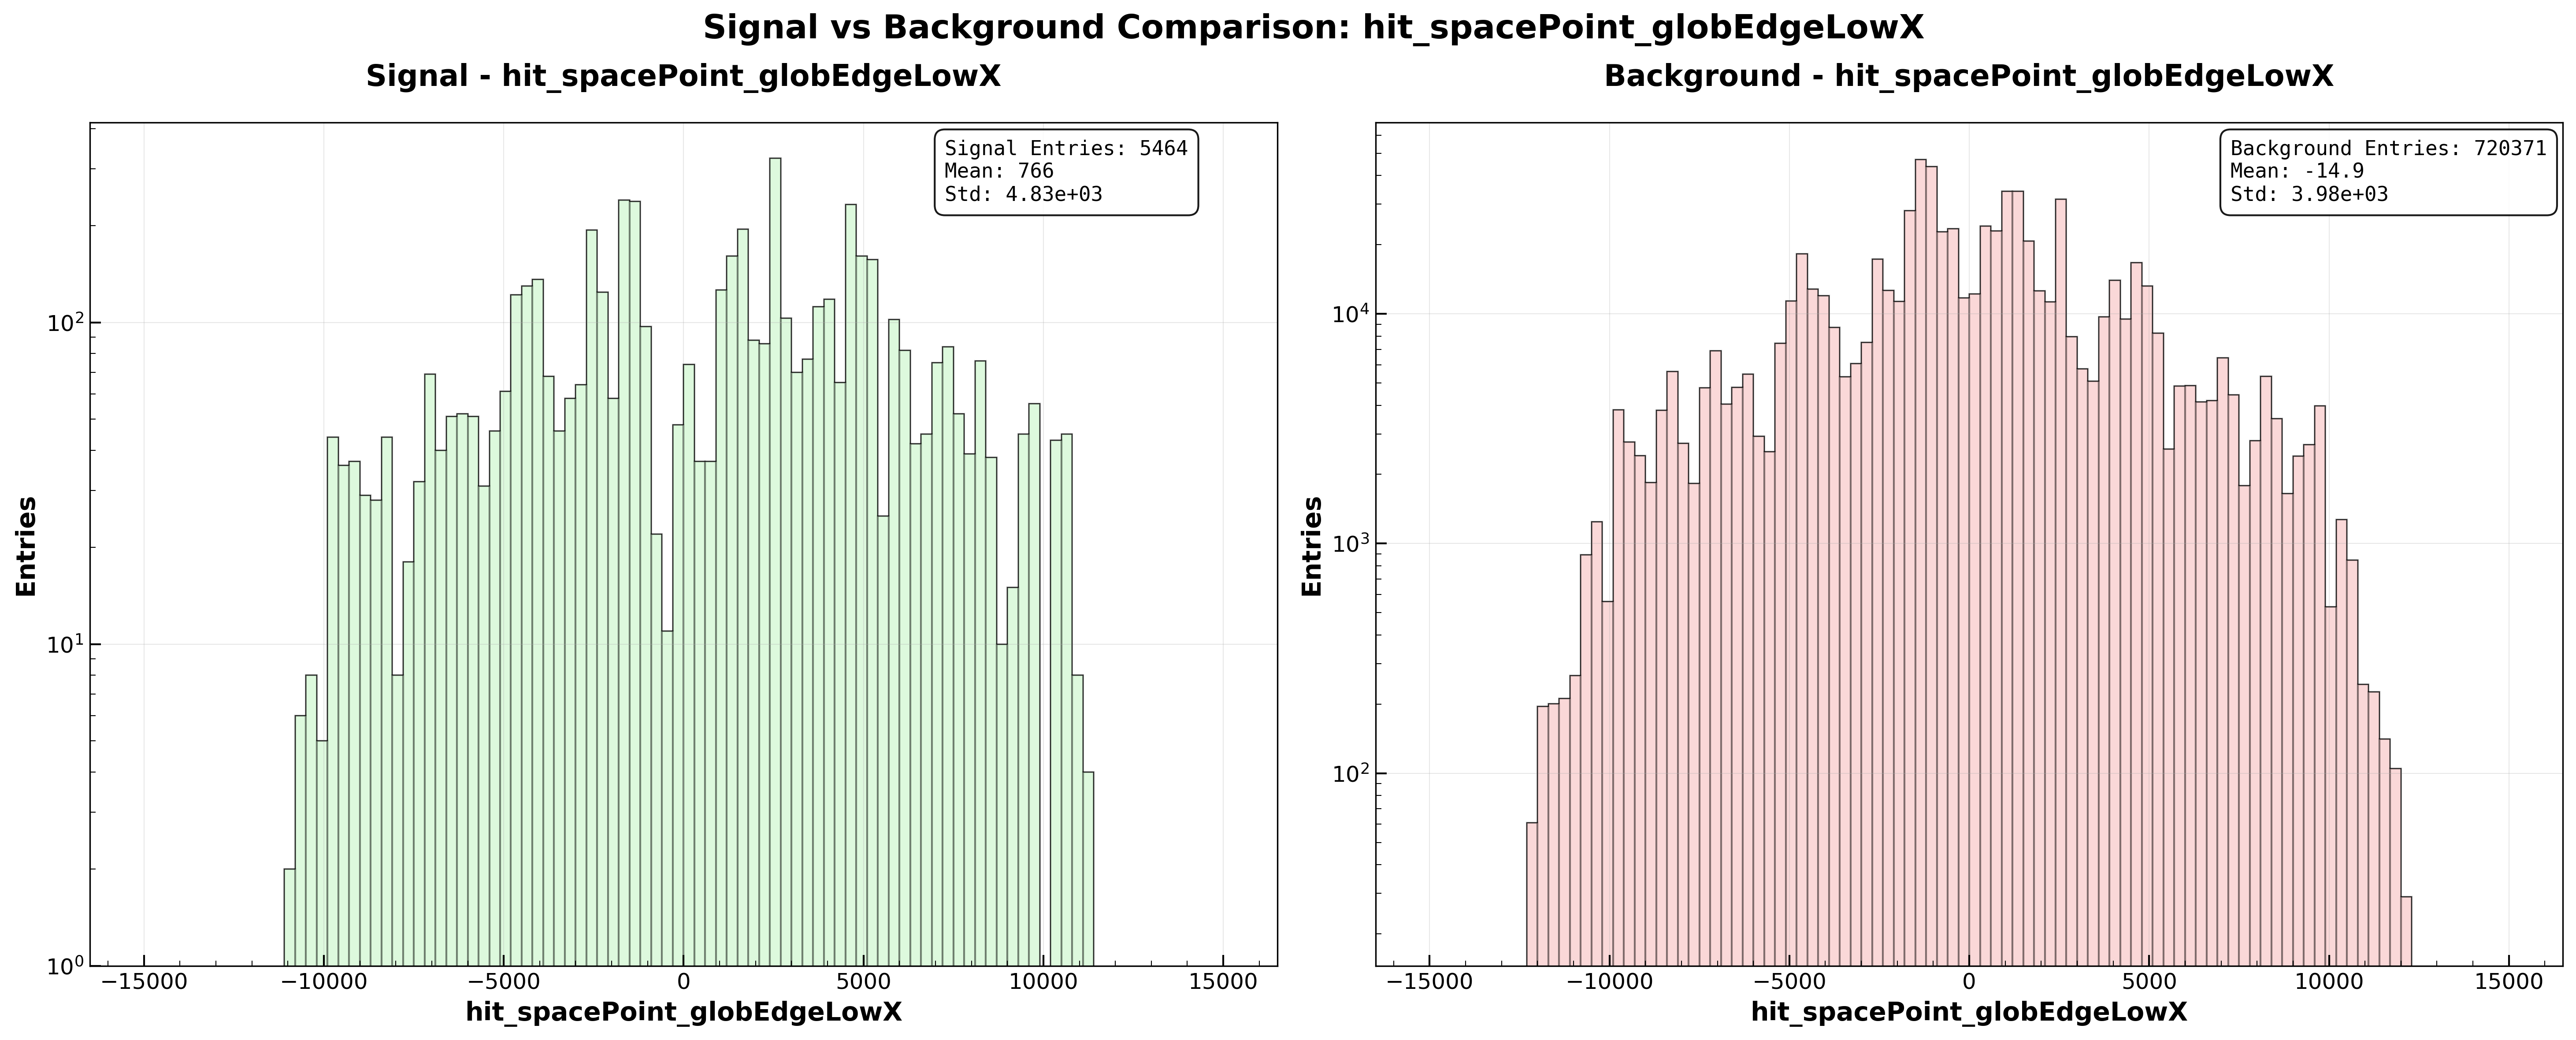 Signal vs Background Comparison: hit_spacePoint_globEdgeLowX
Signal - hit_spacePoint_globEdgeLowX
Signal Entries: 5464
Mean: 766
Std: 4.83e+03
Entries
10²
10¹
10⁰
−15000 −10000 −5000 0 5000 10000 15000
hit_spacePoint_globEdgeLowX
Background - hit_spacePoint_globEdgeLowX
Background Entries: 720371
Mean: -14.9
Std: 3.98e+03
Entries
10⁴
10³
10²
−15000 −10000 −5000 0 5000 10000 15000
hit_spacePoint_globEdgeLowX